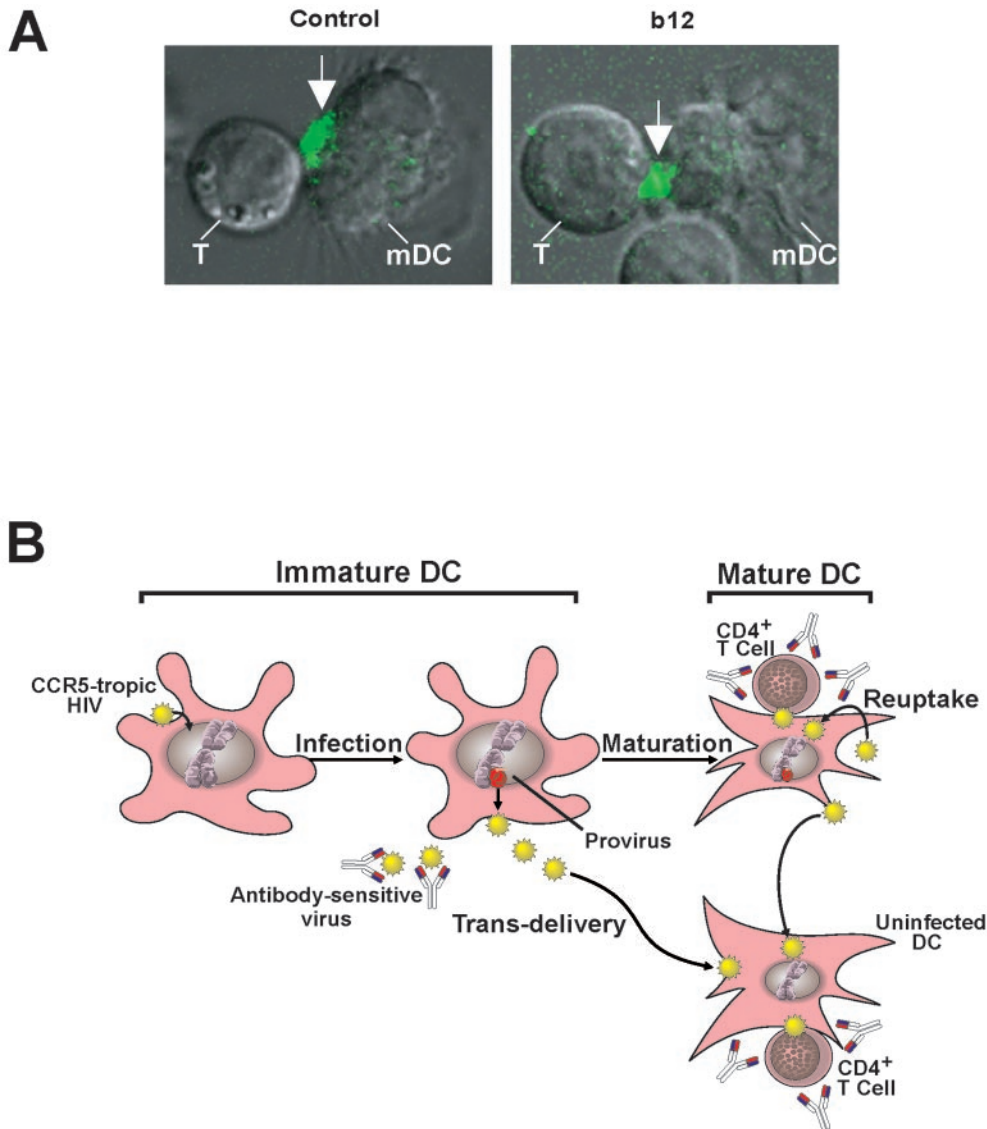 A
Control
b12
T
mDC
T
mDC
B
Immature DC
Mature DC
CD4+
T Cell
CCR5-tropic
HIV
Reuptake
Infection
Maturation
Provirus
Antibody-sensitive
virus
Trans-delivery
Uninfected
DC
CD4+
T Cell